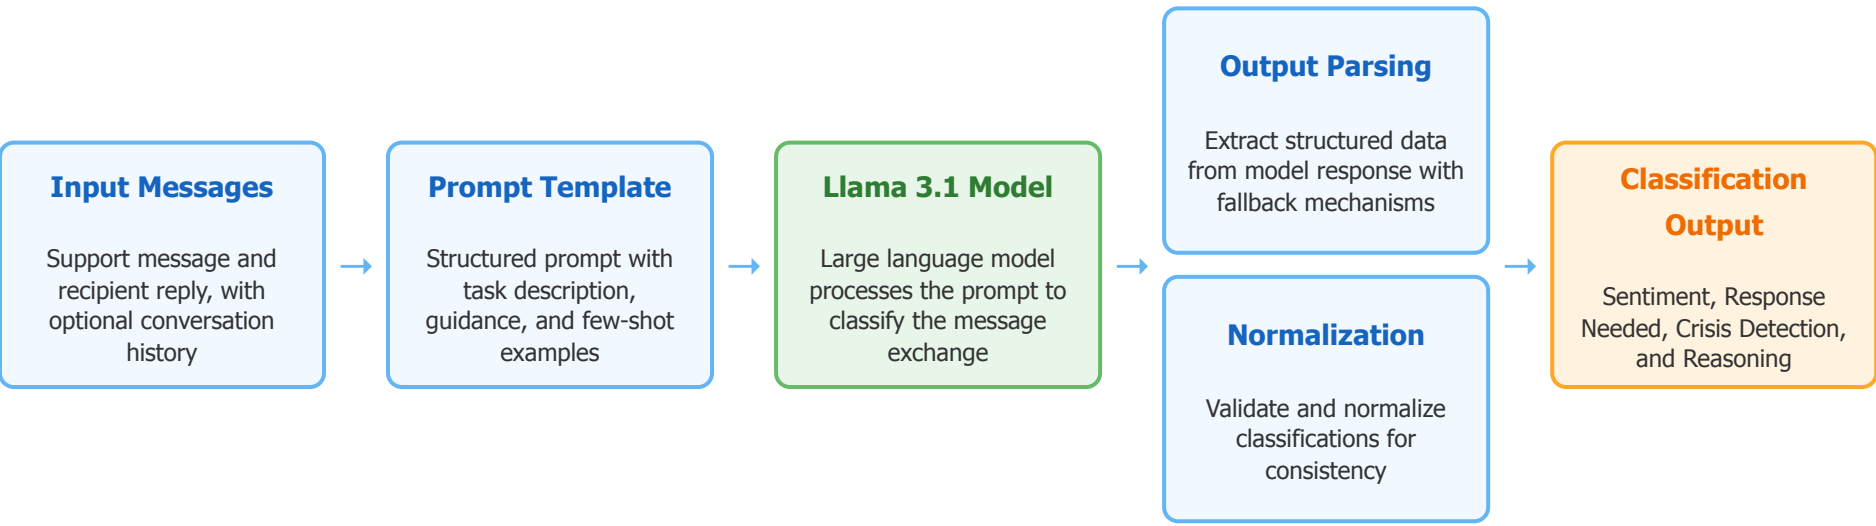 Input Messages
Support message and
recipient reply, with
optional conversation
history
→
Prompt Template
Structured prompt with
task description,
guidance, and few-shot
examples
→
Llama 3.1 Model
Large language model
processes the prompt to
classify the message
exchange
→
Output Parsing
Extract structured data
from model response with
fallback mechanisms
Normalization
Validate and normalize
classifications for
consistency
→
Classification
Output
Sentiment, Response
Needed, Crisis Detection,
and Reasoning